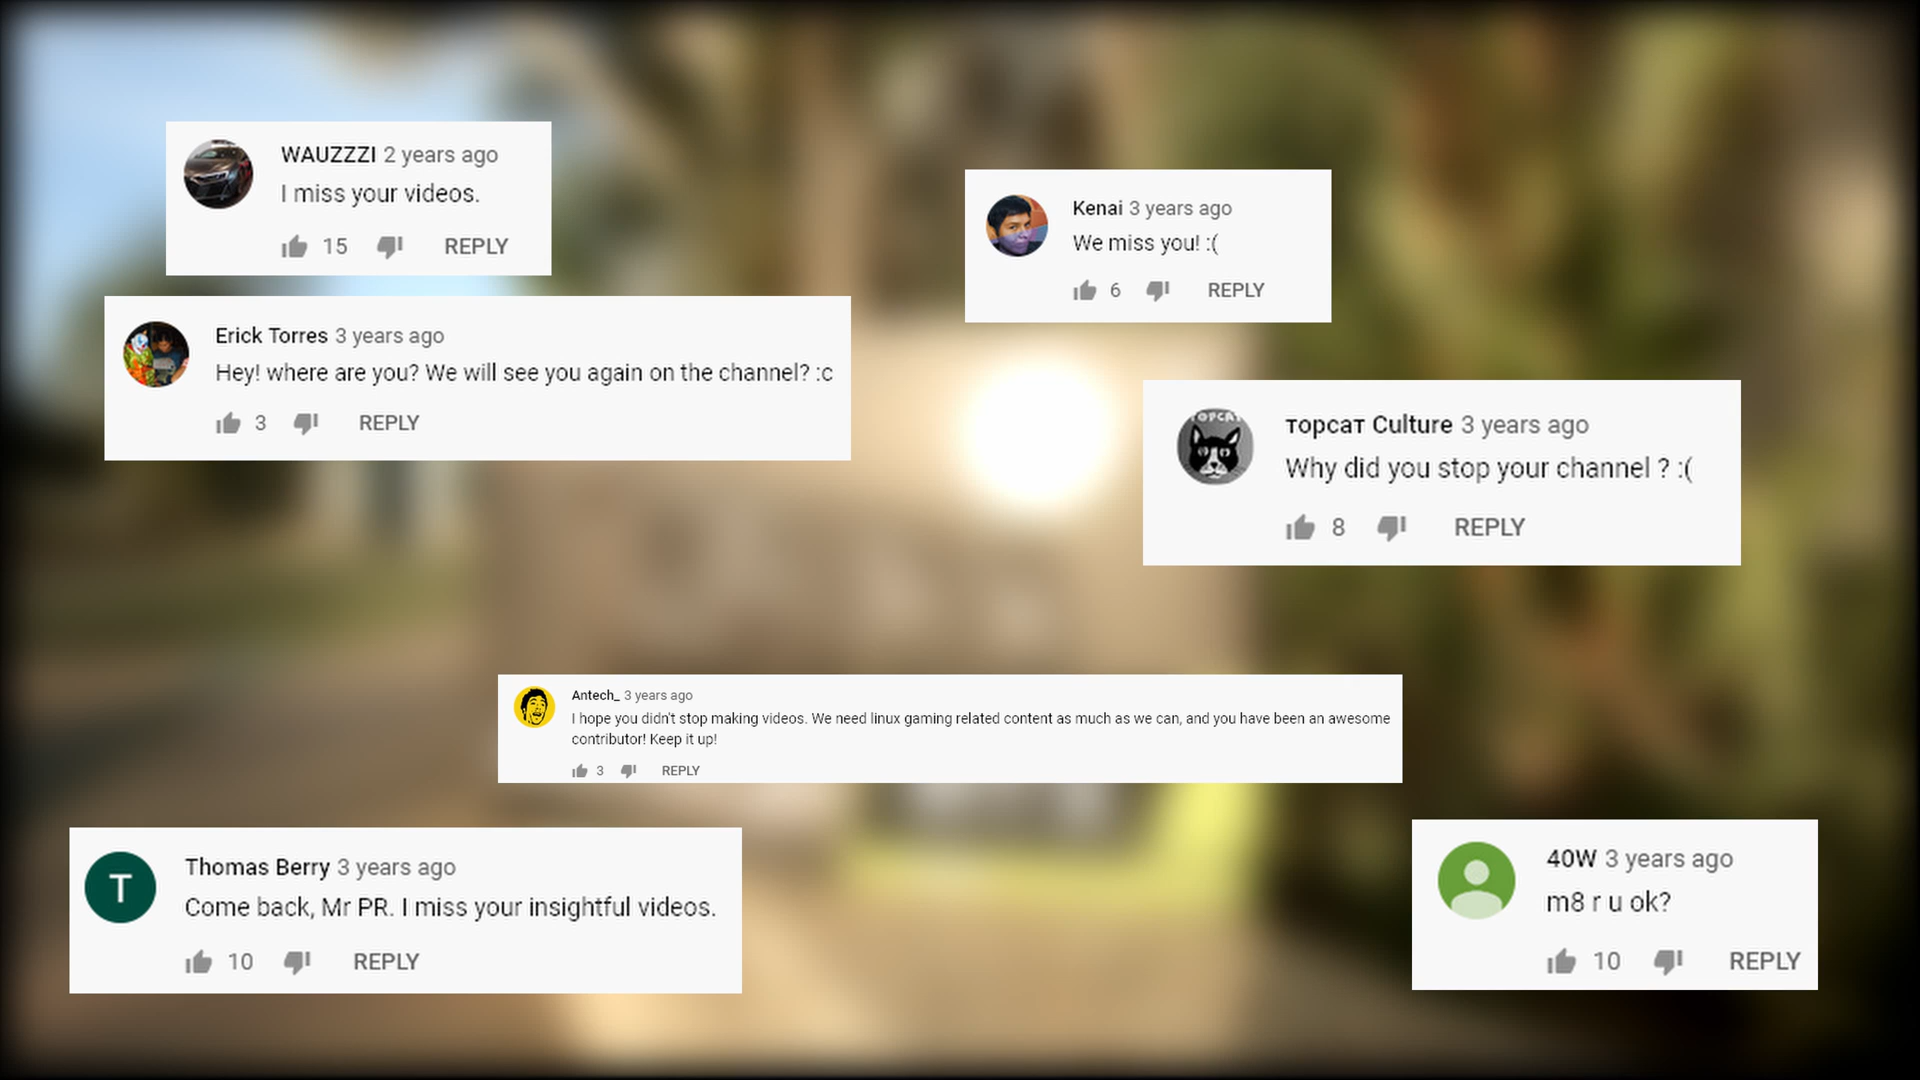 WAUZZZI 2 years ago
I miss your videos.
15 REPLY
Kenai 3 years ago
We miss you! :(
6 REPLY
Erick Torres 3 years ago
Hey! where are you? We will see you again on the channel? :c
3 REPLY
TOPCAT
тopcaт Culture 3 years ago
Why did you stop your channel ? :(
8 REPLY
Antech_ 3 years ago
I hope you didn't stop making videos. We need linux gaming related content as much as we can, and you have been an awesome
contributor! Keep it up!
3 REPLY
T
Thomas Berry 3 years ago
Come back, Mr PR. I miss your insightful videos.
10 REPLY
40W 3 years ago
m8 r u ok?
10 REPLY